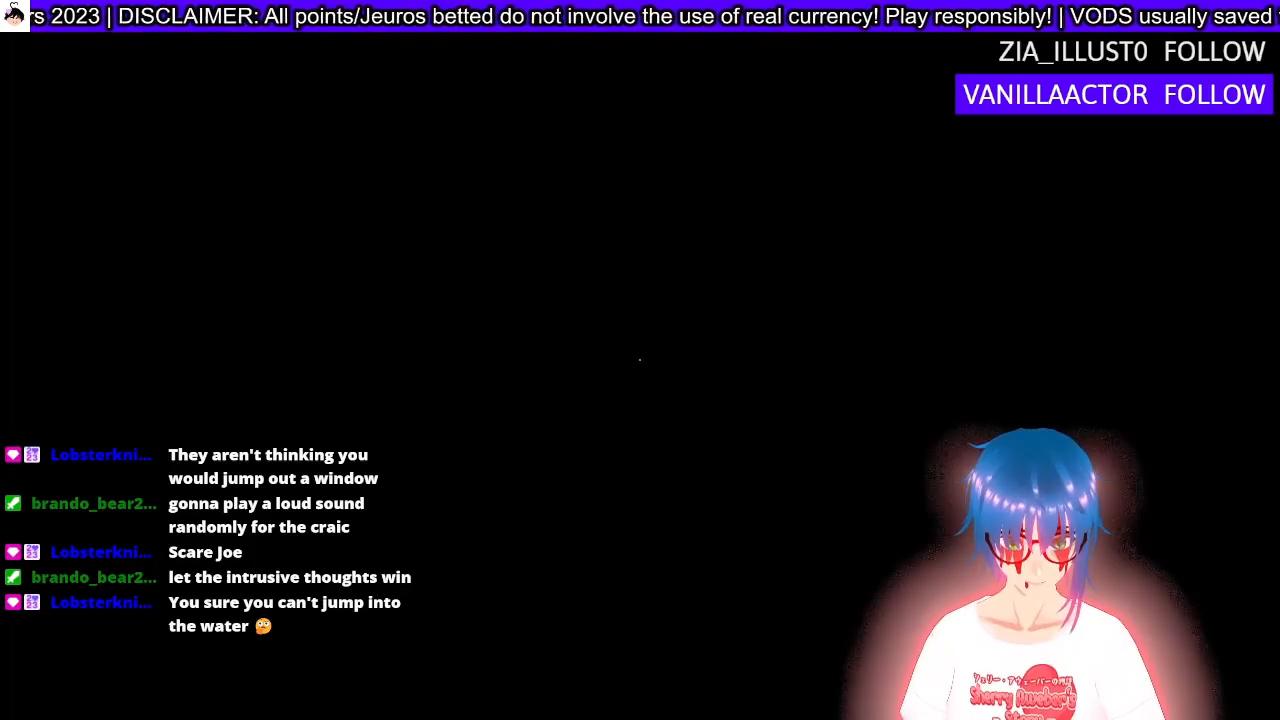 rs 2023 | DISCLAIMER: All points/Jeuros betted do not involve the use of real currency! Play responsibly! | VODS usually saved
ZIA_ILLUST0 FOLLOW
VANILLAACTOR FOLLOW
Lobsterkni... They aren't thinking you
would jump out a window
brando_bear2... gonna play a loud sound
randomly for the craic
Lobsterkni... Scare Joe
brando_bear2... let the intrusive thoughts win
Lobsterkni... You sure you can't jump into
the water 🤔
Sherry Aweber's
Story